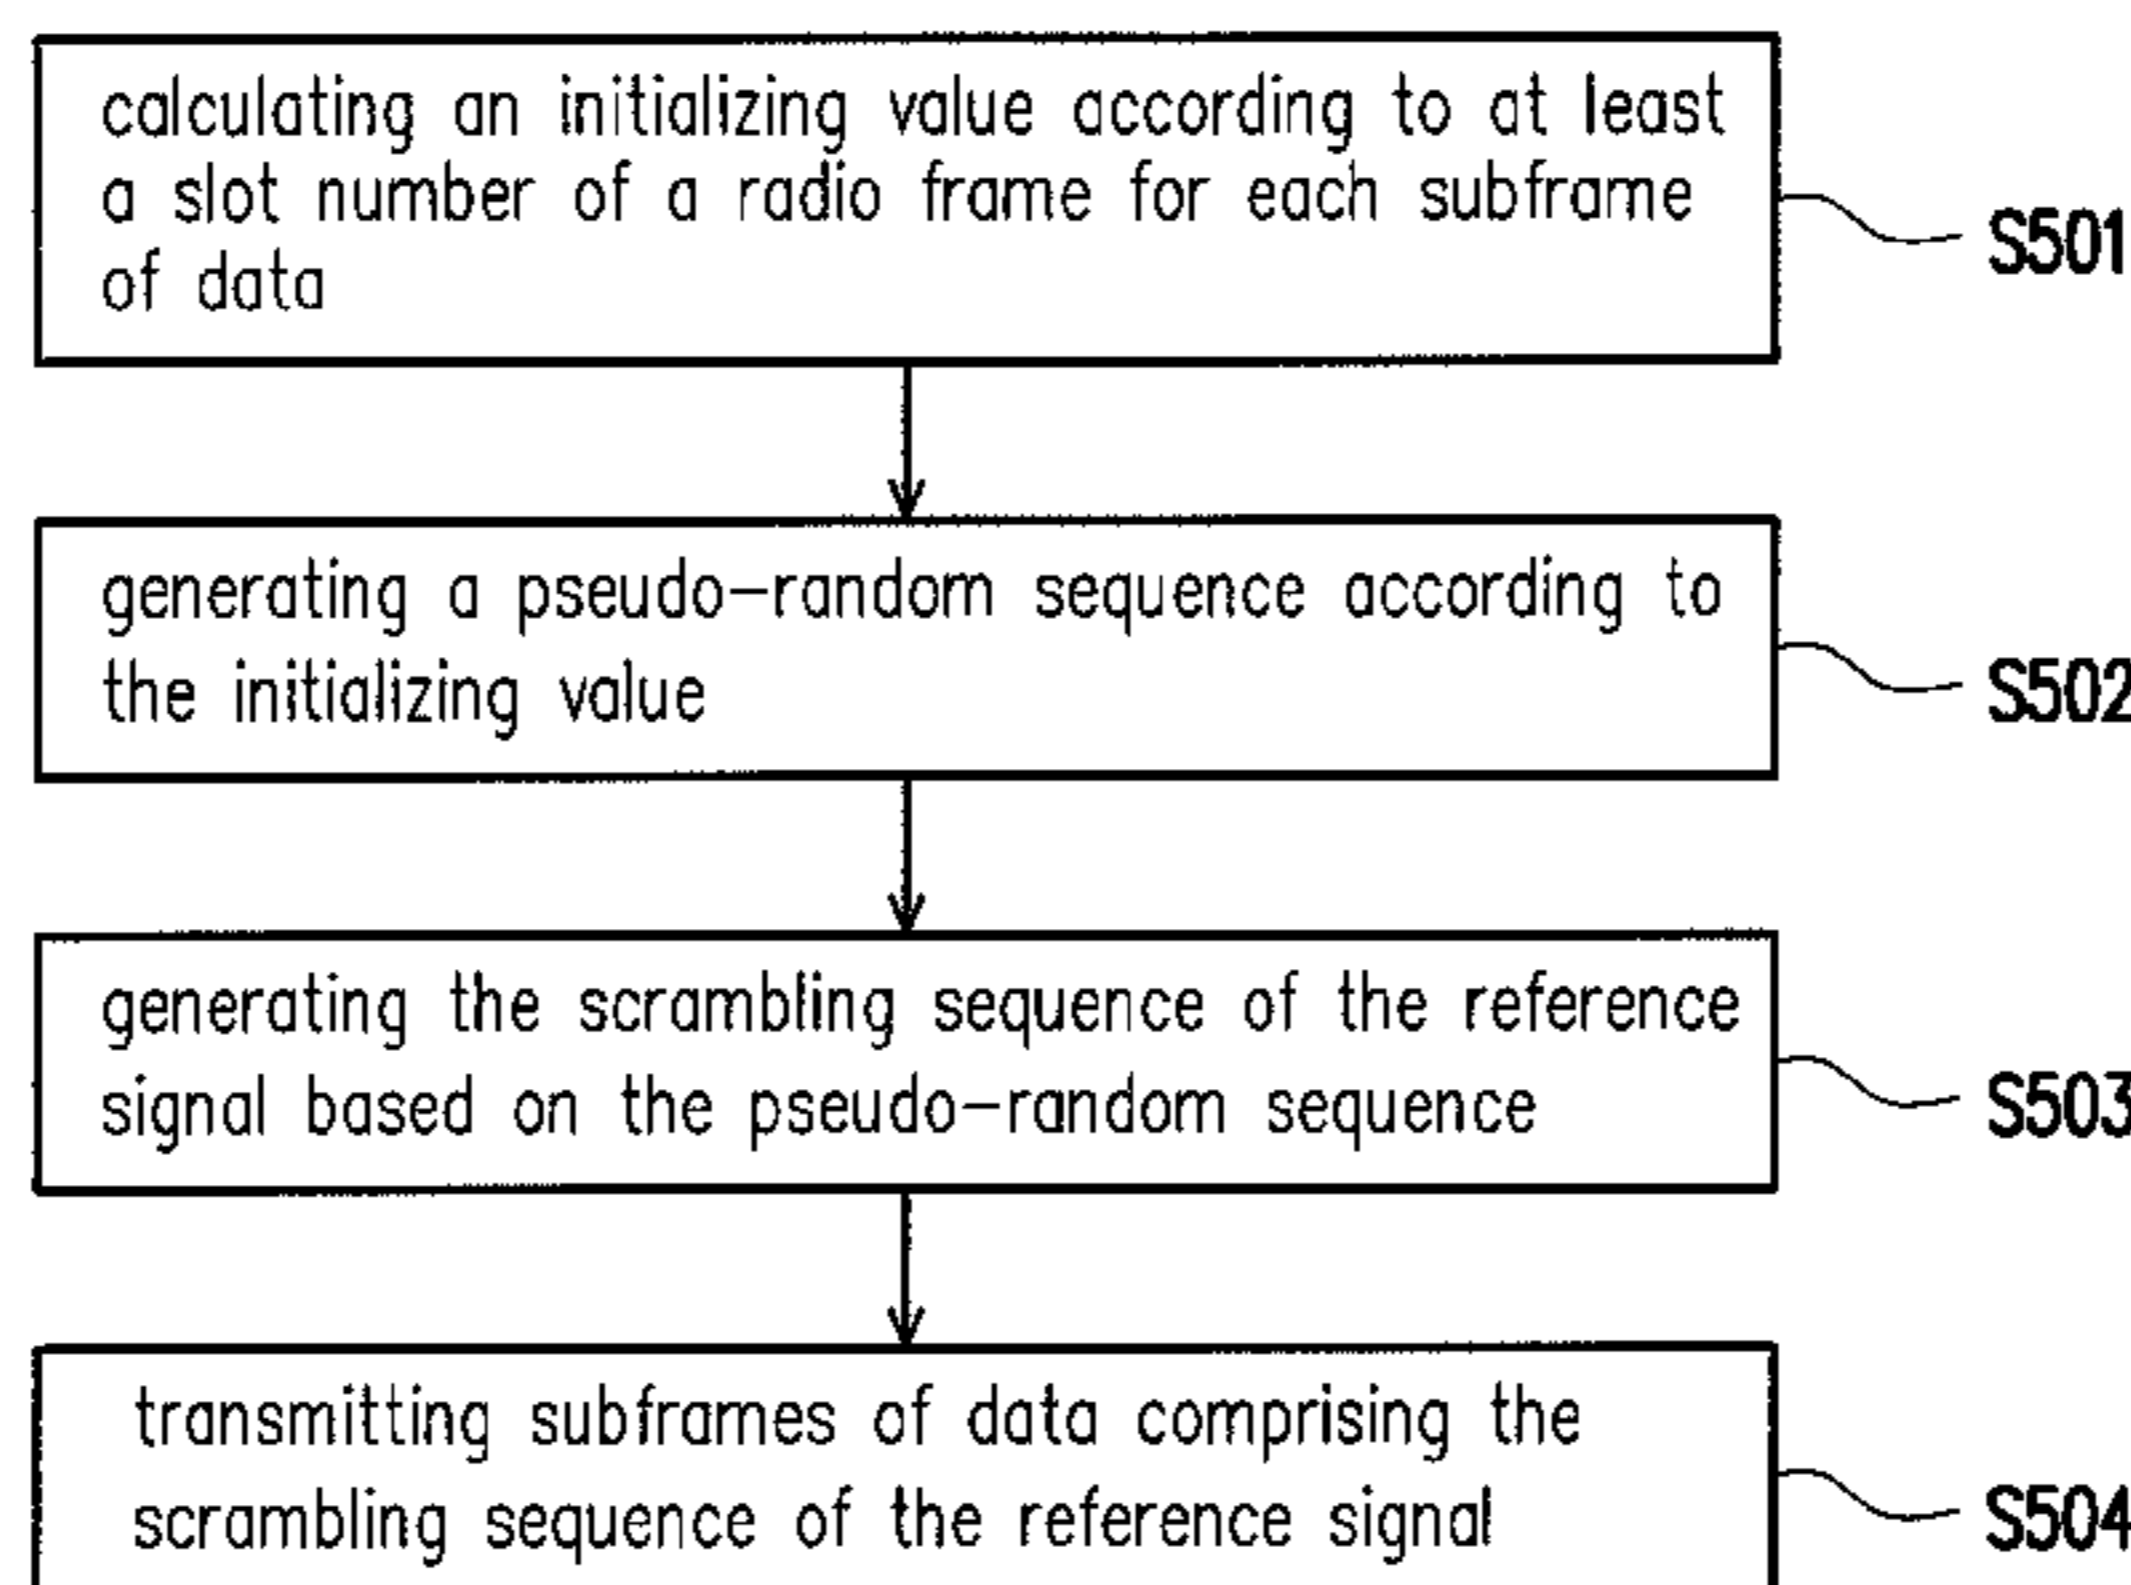 calculating an initializing value according to at least
a slot number of a radio frame for each subframe
of data
S501
generating a pseudo-random sequence according to
the initializing value
S502
generating the scrambling sequence of the reference
signal based on the pseudo-random sequence
S503
transmitting subframes of data comprising the
scrambling sequence of the reference signal
S504